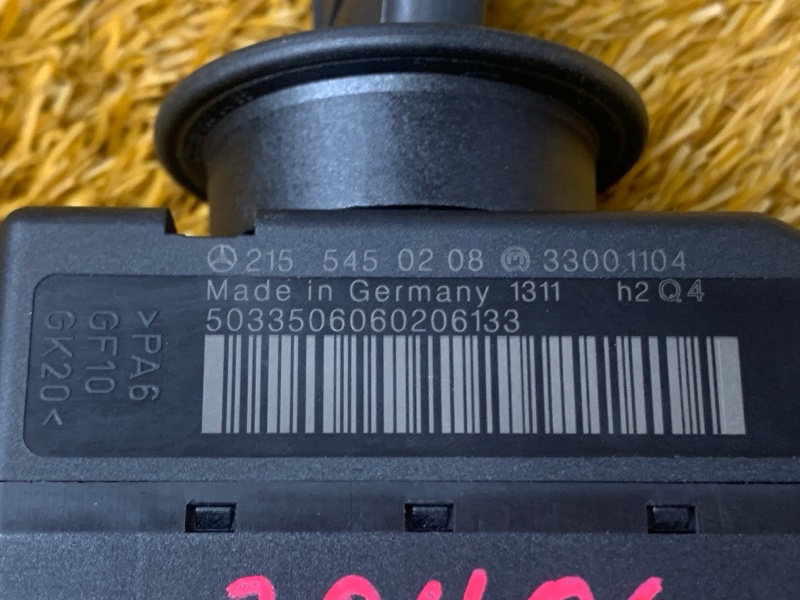 215 545 02 08 M 33001104
Made in Germany 1311 h2 Q4
5033506060206133
>PA6
GF10
GK20<